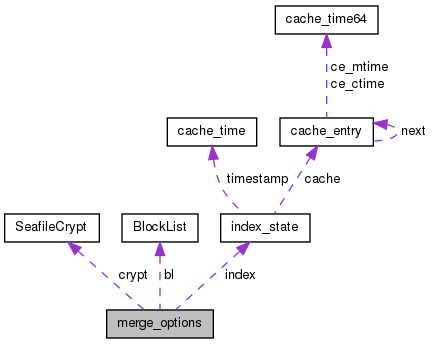 cache_time64
ce_mtime
ce_ctime
cache_time
cache_entry
next
timestamp
cache
SeafileCrypt
BlockList
index_state
crypt
bl
index
merge_options